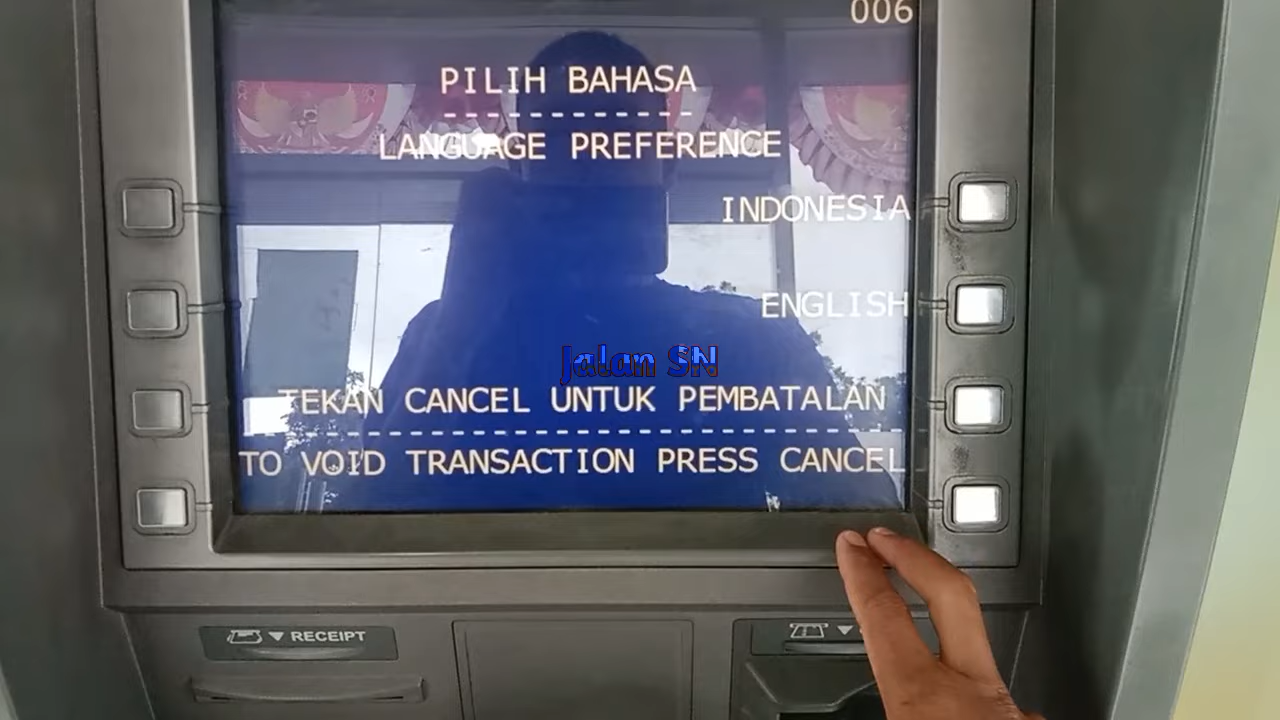 006
PILIH BAHASA
LANGUAGE PREFERENCE
INDONESIA
ENGLISH
Jalan SN
TEKAN CANCEL UNTUK PEMBATALAN
TO VOID TRANSACTION PRESS CANCEL
RECEIPT